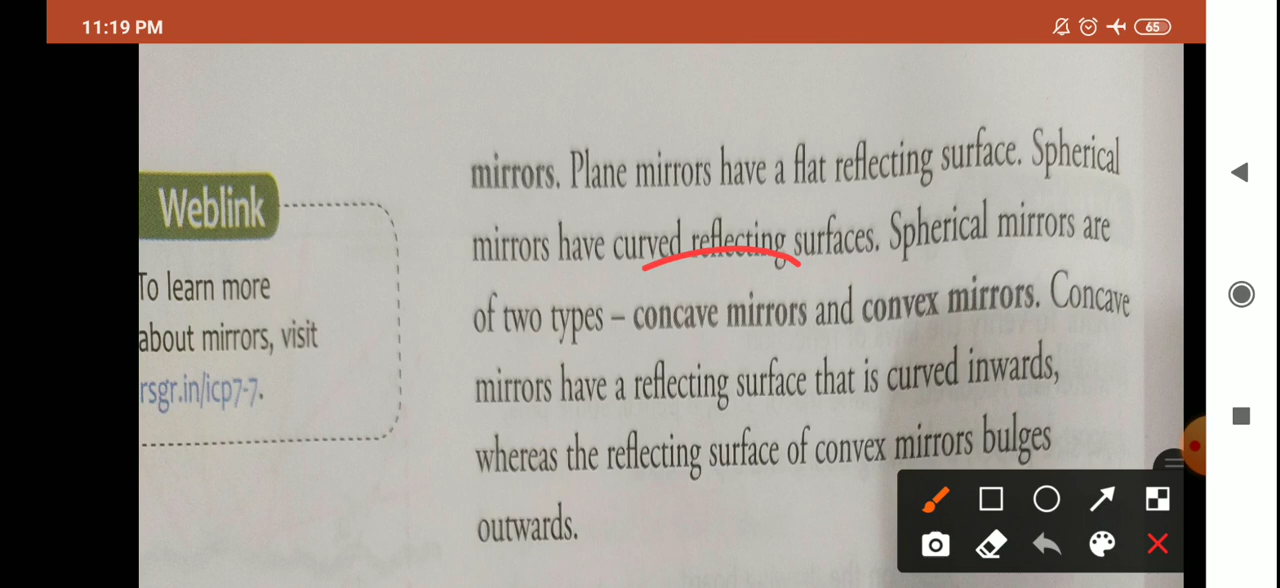 11:19 PM
65
Weblink
To learn more
about mirrors, visit
rsgr.in/icp7-7.
mirrors. Plane mirrors have a flat reflecting surface. Spherical
mirrors have curved reflecting surfaces. Spherical mirrors are
of two types – concave mirrors and convex mirrors. Concave
mirrors have a reflecting surface that is curved inwards,
whereas the reflecting surface of convex mirrors bulges
outwards.